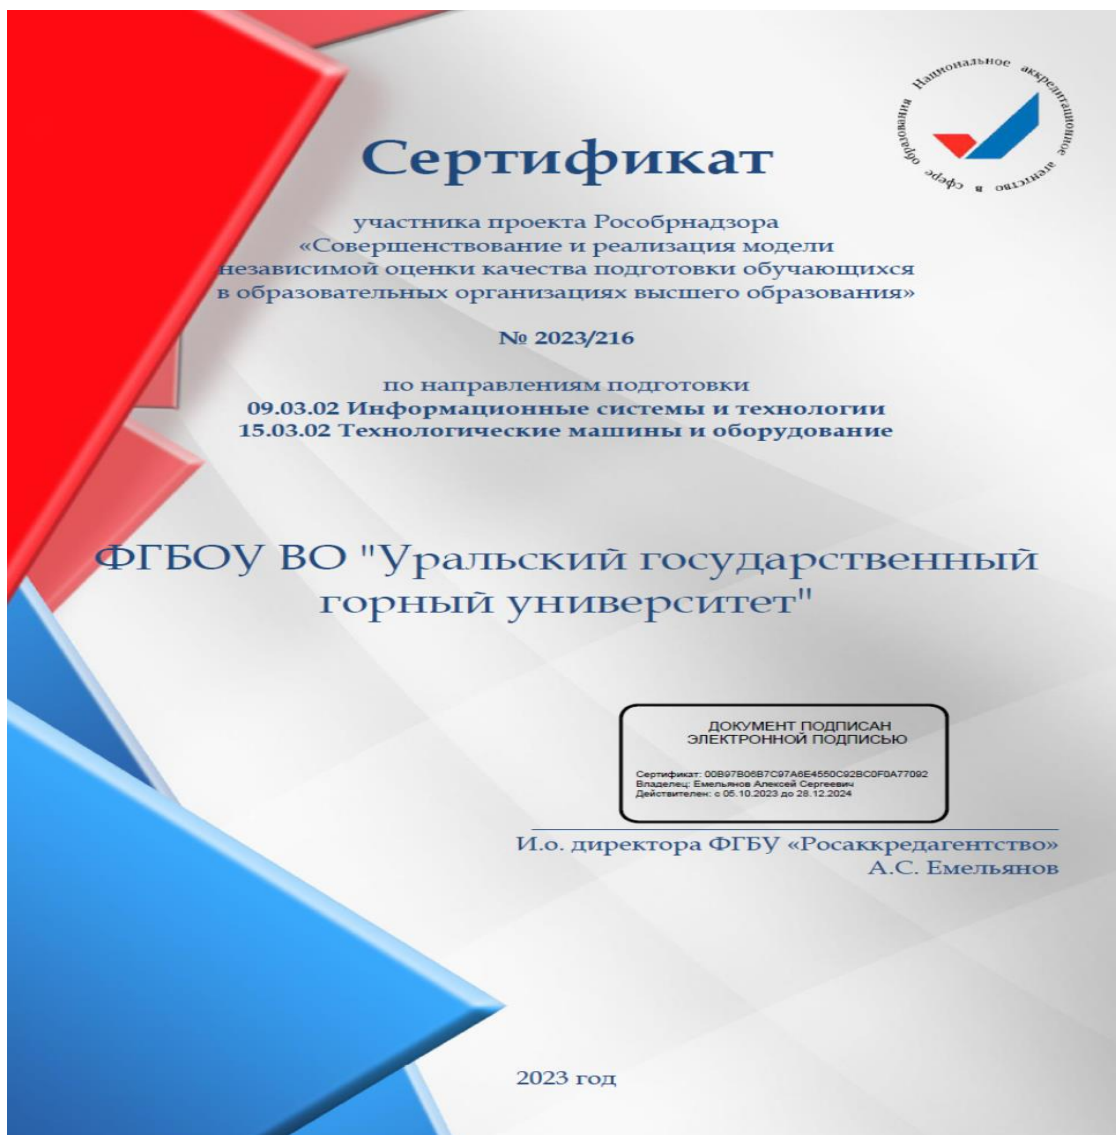 Национальное аккредитационное агентство в сфере образования
Сертификат
участника проекта Рособрнадзора
«Совершенствование и реализация модели
независимой оценки качества подготовки обучающихся
в образовательных организациях высшего образования»
№ 2023/216
по направлениям подготовки
09.03.02 Информационные системы и технологии
15.03.02 Технологические машины и оборудование
ФГБОУ ВО "Уральский государственный
горный университет"
ДОКУМЕНТ ПОДПИСАН
ЭЛЕКТРОННОЙ ПОДПИСЬЮ
Сертификат: 00B97B06B7C97A6E4550C92BC0F0A77092
Владелец: Емельянов Алексей Сергеевич
Действителен: с 05.10.2023 до 28.12.2024
И.о. директора ФГБУ «Росаккредагентство»
А.С. Емельянов
2023 год